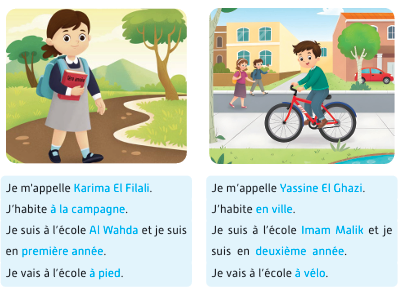 Je m'appelle Karima El Filali.
J'habite à la campagne.
Je suis à l'école Al Wahda et je suis
en première année.
Je vais à l'école à pied.
Je m'appelle Yassine El Ghazi.
J'habite en ville.
Je suis à l'école Imam Malik et je
suis en deuxième année.
Je vais à l'école à vélo.